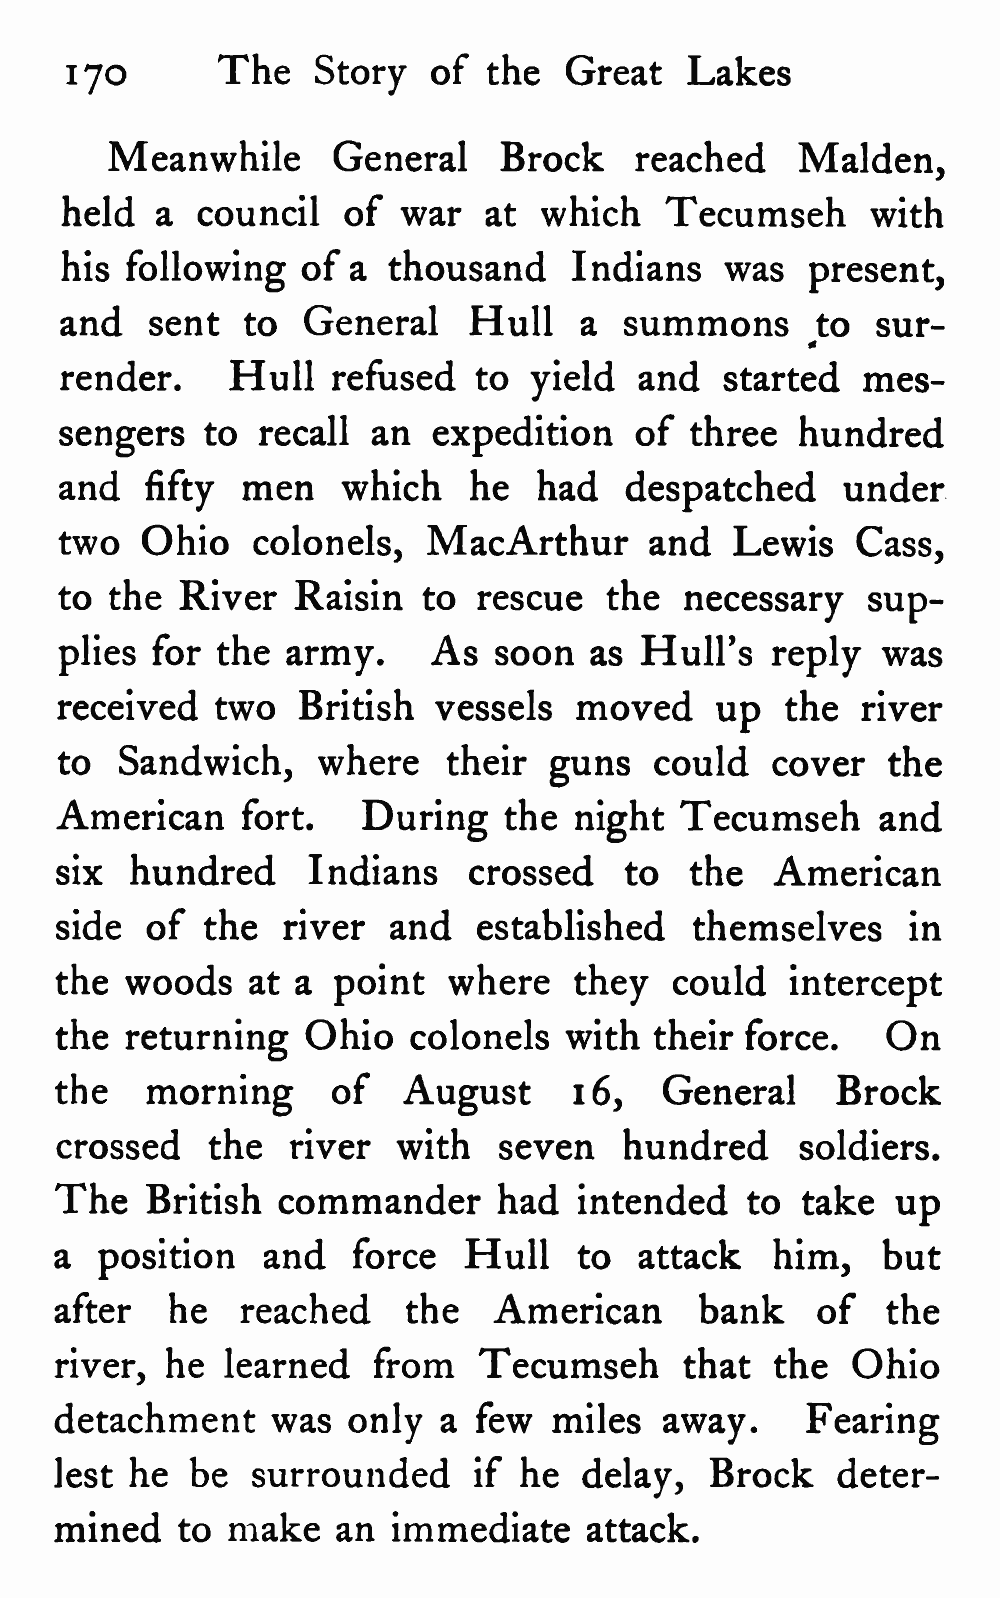 170 The Story of the Great Lakes
Meanwhile General Brock reached Malden,
held a council of war at which Tecumseh with
his following of a thousand Indians was present,
and sent to General Hull a summons to sur-
render. Hull refused to yield and started mes-
sengers to recall an expedition of three hundred
and fifty men which he had despatched under
two Ohio colonels, MacArthur and Lewis Cass,
to the River Raisin to rescue the necessary sup-
plies for the army. As soon as Hull's reply was
received two British vessels moved up the river
to Sandwich, where their guns could cover the
American fort. During the night Tecumseh and
six hundred Indians crossed to the American
side of the river and established themselves in
the woods at a point where they could intercept
the returning Ohio colonels with their force. On
the morning of August 16, General Brock
crossed the river with seven hundred soldiers.
The British commander had intended to take up
a position and force Hull to attack him, but
after he reached the American bank of the
river, he learned from Tecumseh that the Ohio
detachment was only a few miles away. Fearing
lest he be surrounded if he delay, Brock deter-
mined to make an immediate attack.